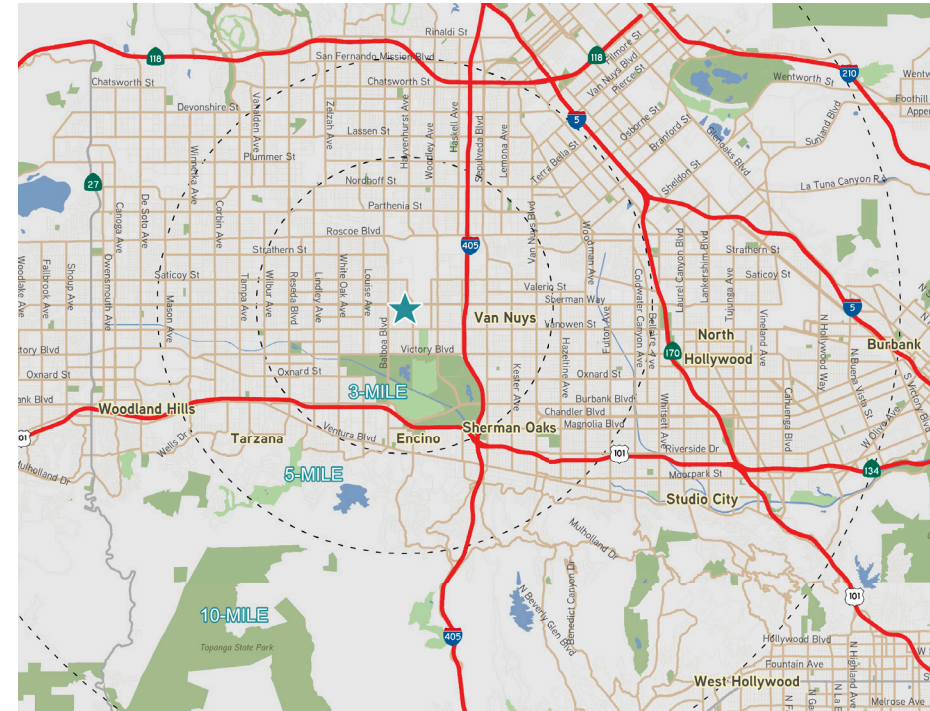 Rinaldi St
118
San Fernando Mission Blvd
118
Filmore St
Van Nuys Blvd
Pierce St
210
Wentworth St
Foothill
Chatsworth St
Chatsworth St
Devonshire St
5
Osborne St
Branford St
Glenoaks Blvd
Sunland Blvd
Vanalden Ave
Zelzah Ave
Lassen St
Hayvenhurst Ave
Woodley Ave
Haskell Ave
Sepulveda Blvd
Lemona Ave
Plummer St
Terra Bella St
Sheldon St
La Tuna Canyon R
27
Winnetka Ave
Nordhoff St
Parthenia St
Canoga Ave
De Soto Ave
Corbin Ave
Roscoe Blvd
Strathern St
405
Van Nuys Blvd
Woodman Ave
Laurel Canyon Blvd
Lankershim Blvd
Strathern St
Saticoy St
Woodlake Ave
Fallbrook Ave
Shoup Ave
Owensmouth Ave
Saticoy St
Mason Ave
Tampa Ave
Wilbur Ave
Reseda Blvd
Lindley Ave
White Oak Ave
Louise Ave
Balboa Blvd
Valerio St
Sherman Way
Coldwater Canyon Ave
Bellaire Ave
Tujunga Ave
5
Van Nuys
Vanowen St
Fulton Ave
North
Hollywood
Vineland Ave
N Hollywood Way
Burbank
170
ctory Blvd
Victory Blvd
Hazeltine Ave
N Buena Vista St
S Victory B
Oxnard St
Oxnard St
Kester Ave
Oxnard St
3-MILE
ank Blvd
Burbank Blvd
Woodland Hills
Chandler Blvd
Whitsett Ave
Cahuenga Blvd
Magnolia Blvd
W Olive Ave
Sherman Oaks
Tarzana
Ventura Blvd
Encino
01
Wells Dr
101
Riverside Dr
Moorpark St
134
Mulholland Dr
5-MILE
Studio City
Mulholland Dr
N Beverly Glen Blvd
Benedict Canyon Dr
101
10-MILE
405
Topanga State Park
Hollywood Blvd
Fountain Ave
N Highland Ave
West Hollywood
Melrose Ave